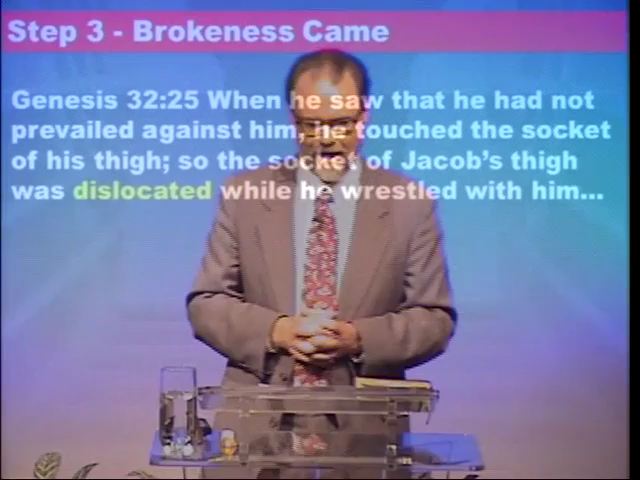 Step 3 - Brokeness Came
Genesis 32:25 When he saw that he had not
prevailed against him, he touched the socket
of his thigh; so the socket of Jacob's thigh
was dislocated while he wrestled with him...